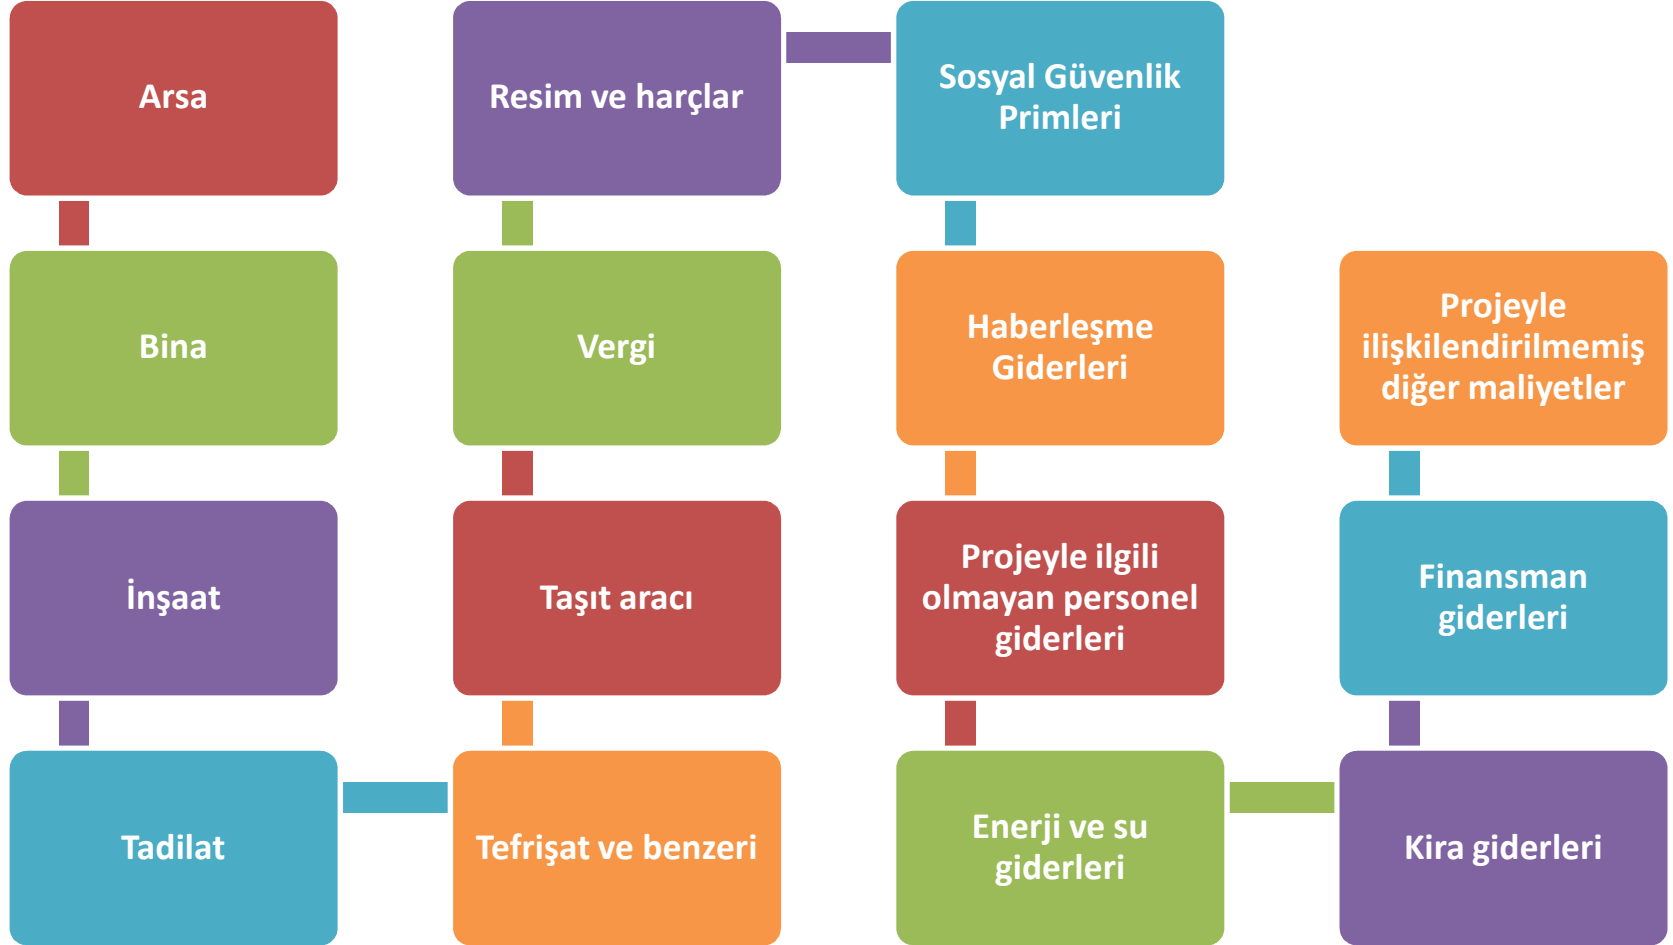 Arsa
Bina
İnşaat
Tadilat
Tefrişat ve benzeri
Taşıt aracı
Vergi
Resim ve harçlar
Sosyal Güvenlik
Primleri
Haberleşme
Giderleri
Projeyle ilgili
olmayan personel
giderleri
Enerji ve su
giderleri
Kira giderleri
Finansman
giderleri
Projeyle
ilişkilendirilmemiş
diğer maliyetler